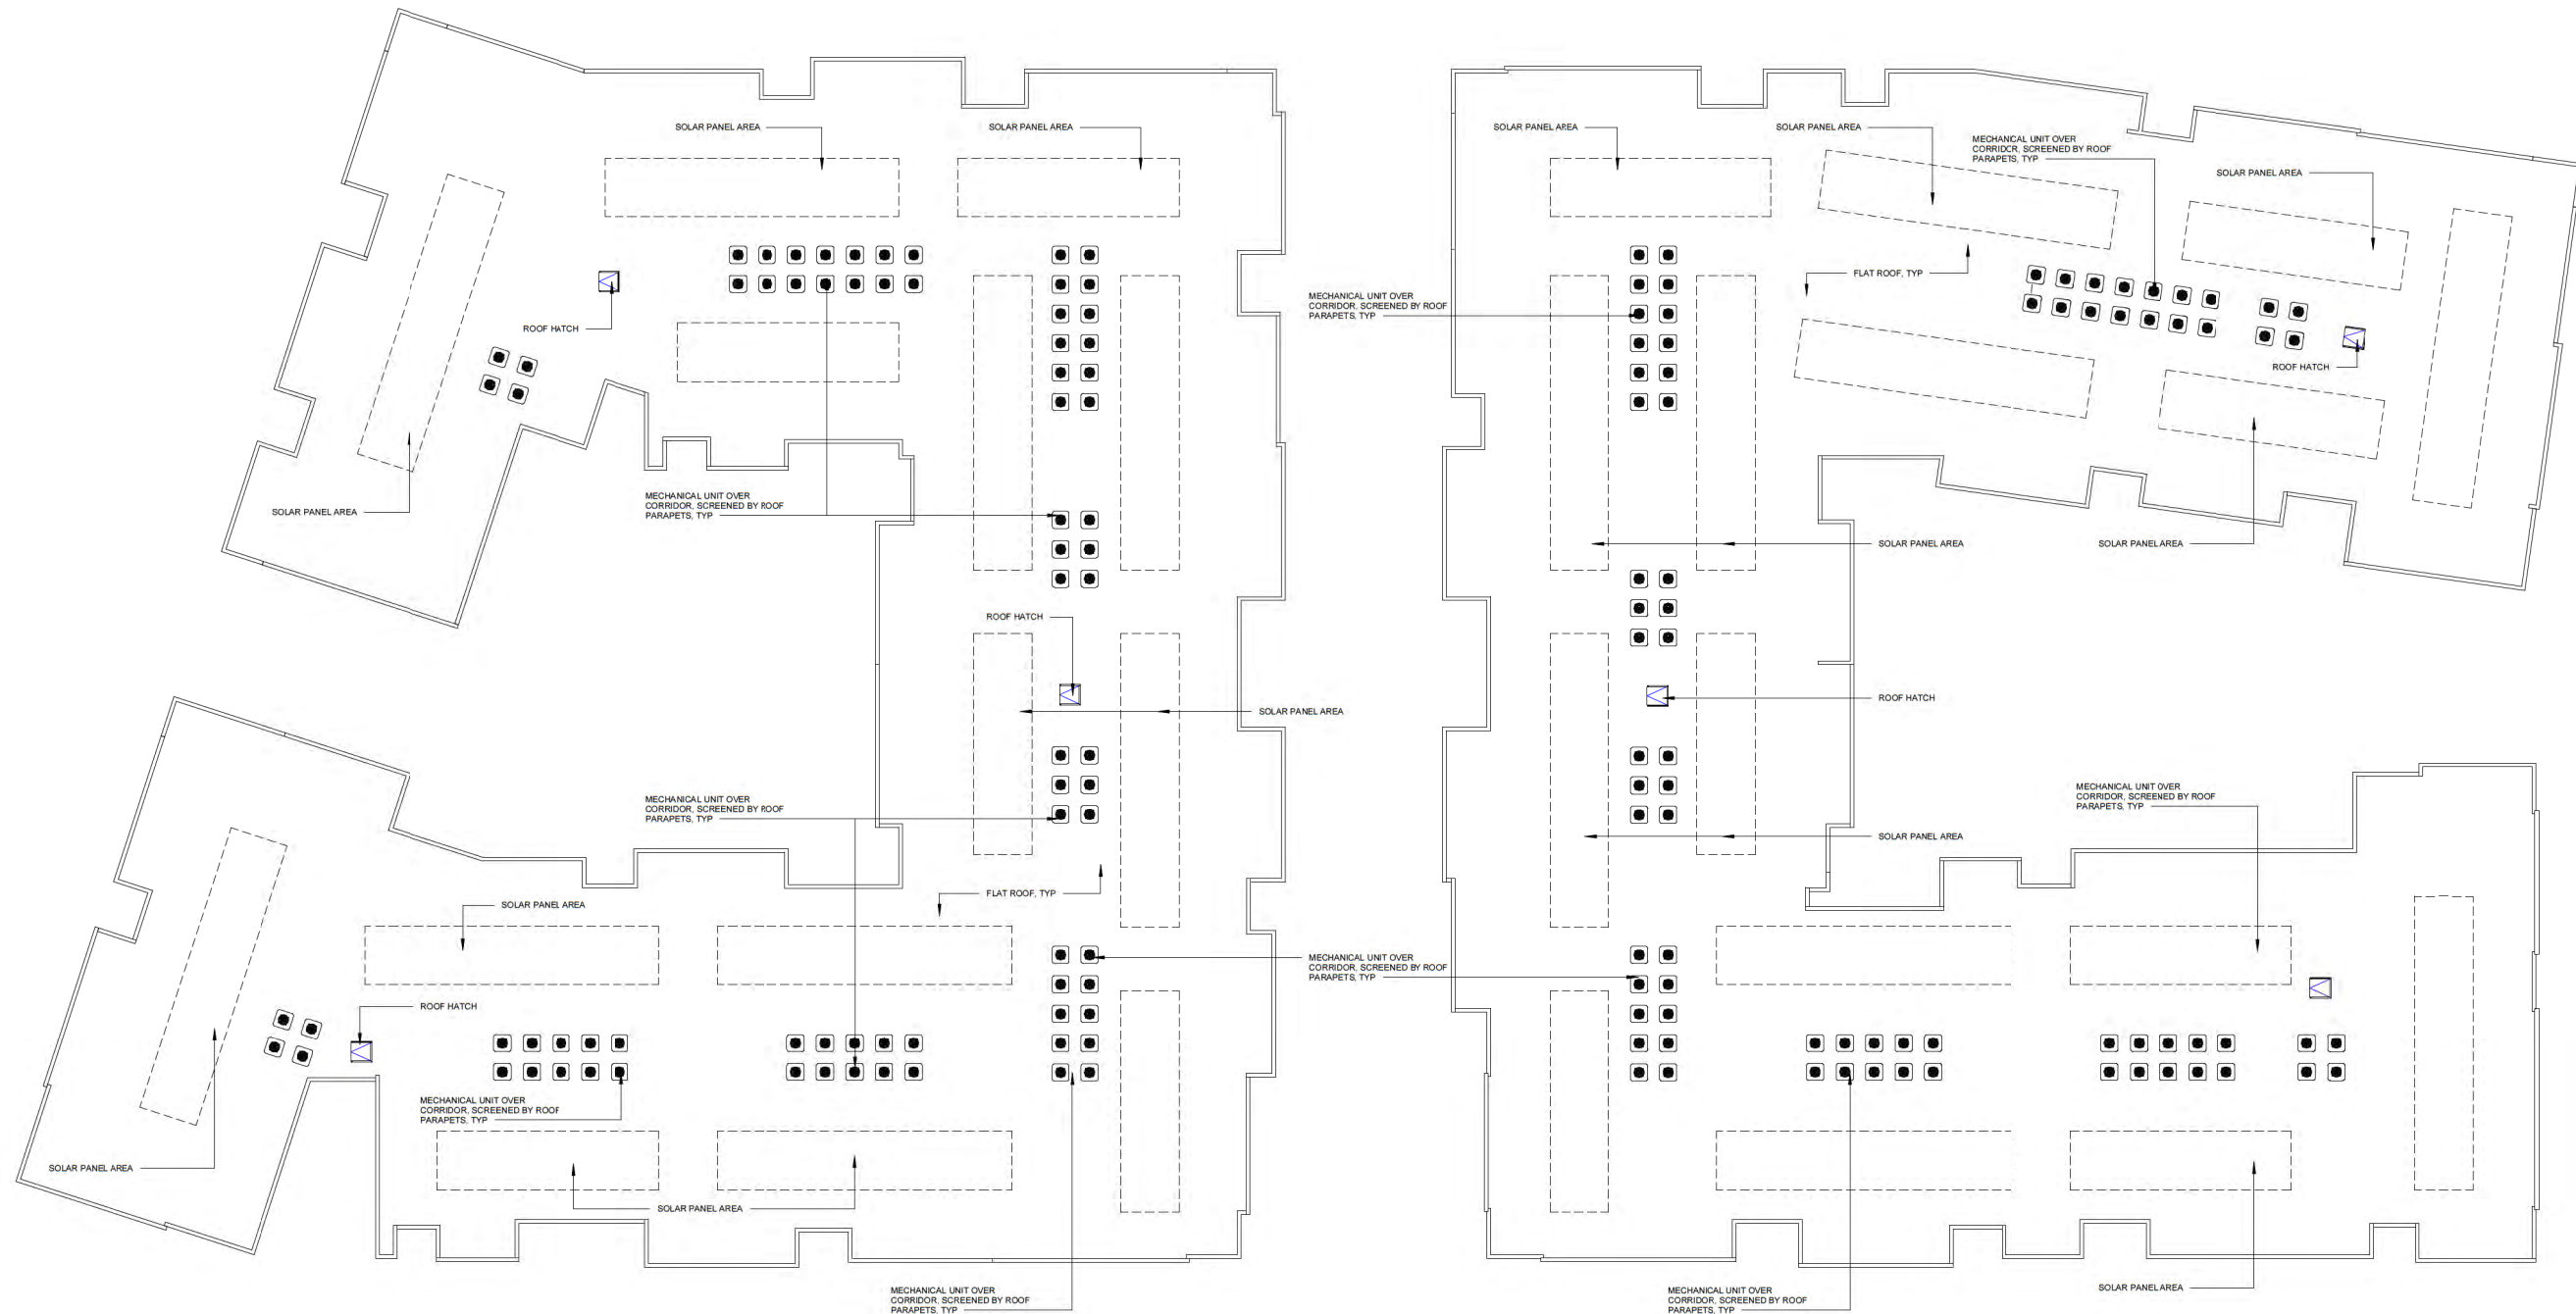 SOLAR PANEL AREA
SOLAR PANEL AREA
SOLAR PANEL AREA
SOLAR PANEL AREA
MECHANICAL UNIT OVER
CORRIDOR, SCREENED BY ROOF
PARAPETS, TYP
SOLAR PANEL AREA
FLAT ROOF, TYP
MECHANICAL UNIT OVER
CORRIDOR, SCREENED BY ROOF
PARAPETS, TYP
ROOF HATCH
ROOF HATCH
MECHANICAL UNIT OVER
CORRIDOR, SCREENED BY ROOF
PARAPETS, TYP
SOLAR PANEL AREA
SOLAR PANEL AREA
SOLAR PANEL AREA
ROOF HATCH
ROOF HATCH
SOLAR PANEL AREA
MECHANICAL UNIT OVER
CORRIDOR, SCREENED BY ROOF
PARAPETS, TYP
MECHANICAL UNIT OVER
CORRIDOR, SCREENED BY ROOF
PARAPETS, TYP
SOLAR PANEL AREA
FLAT ROOF, TYP
SOLAR PANEL AREA
MECHANICAL UNIT OVER
CORRIDOR, SCREENED BY ROOF
PARAPETS, TYP
ROOF HATCH
MECHANICAL UNIT OVER
CORRIDOR, SCREENED BY ROOF
PARAPETS, TYP
SOLAR PANEL AREA
SOLAR PANEL AREA
SOLAR PANEL AREA
MECHANICAL UNIT OVER
CORRIDOR, SCREENED BY ROOF
PARAPETS, TYP
MECHANICAL UNIT OVER
CORRIDOR, SCREENED BY ROOF
PARAPETS, TYP